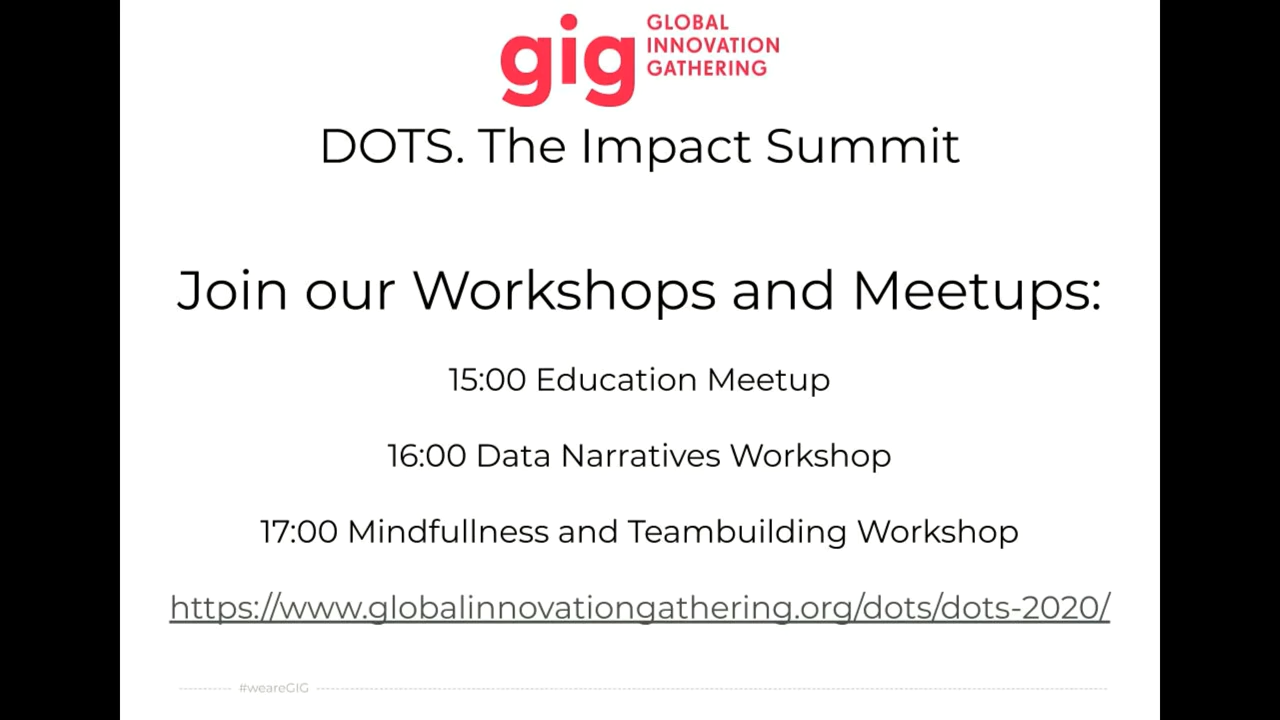 gig
GLOBAL
INNOVATION
GATHERING
DOTS. The Impact Summit
Join our Workshops and Meetups:
15:00 Education Meetup
16:00 Data Narratives Workshop
17:00 Mindfullness and Teambuilding Workshop
https://www.globalinnovationgathering.org/dots/dots-2020/
#weareGIG